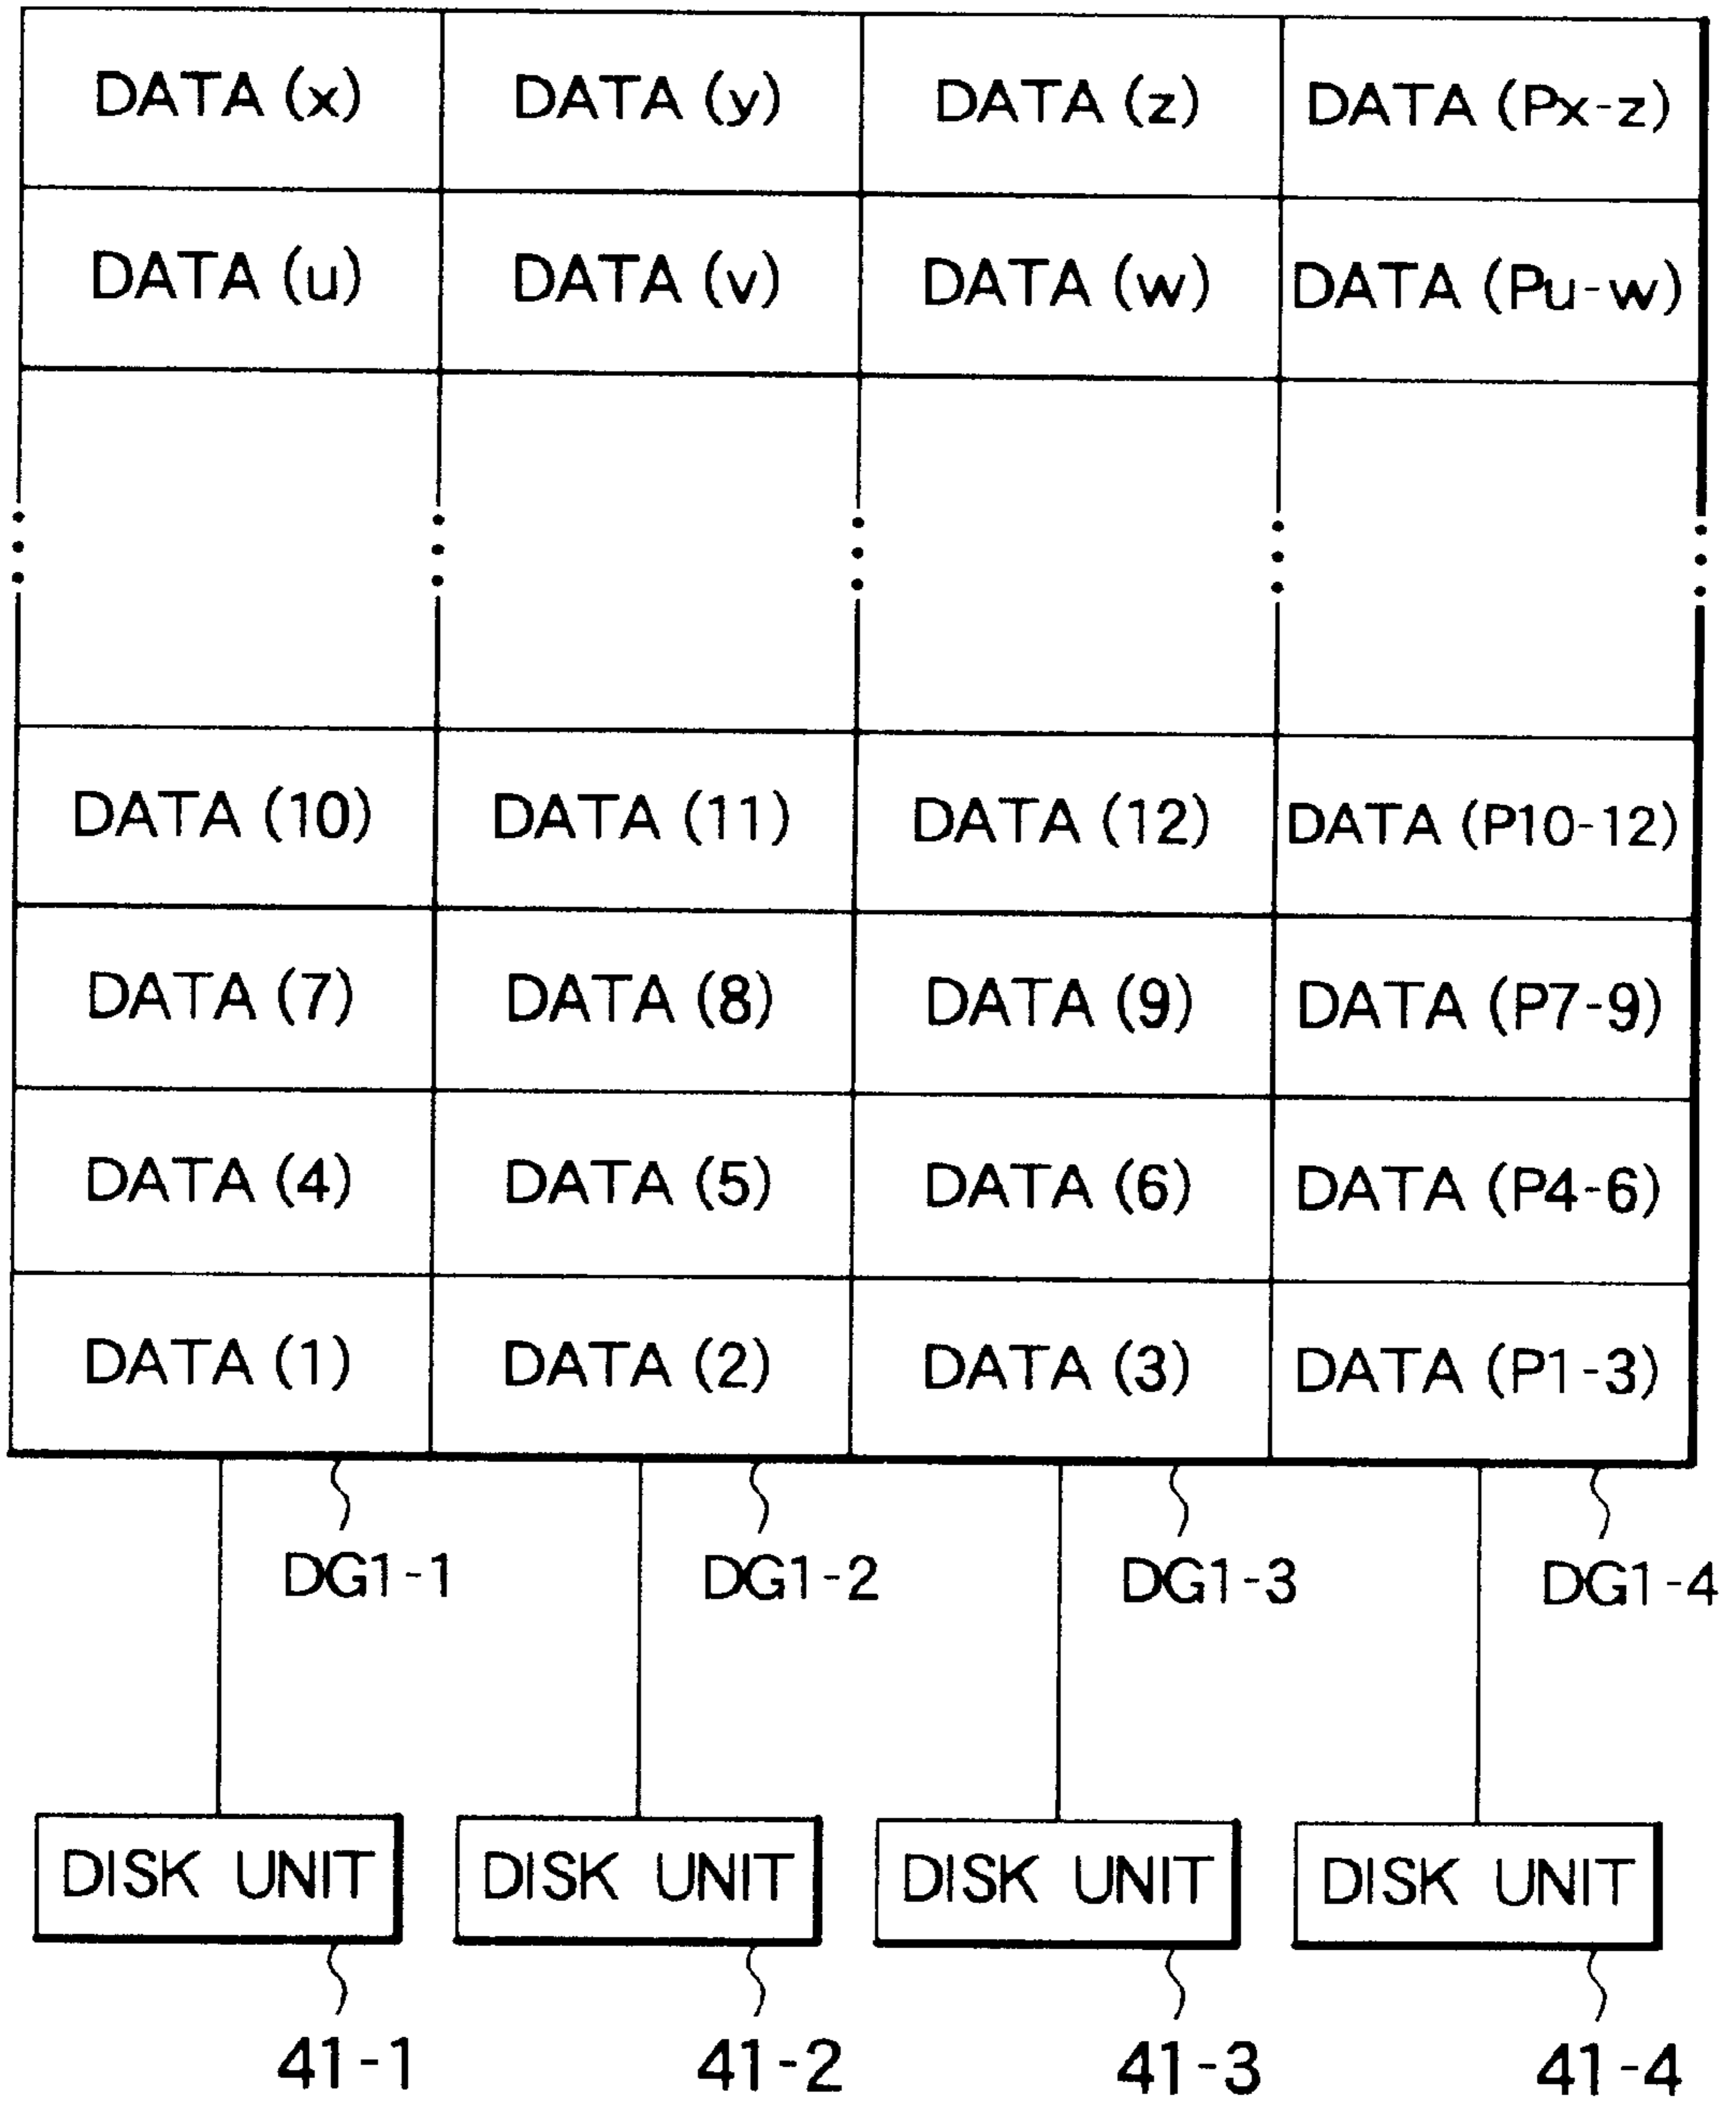 DATA (x) DATA (y) DATA (z) DATA (Px-z)
DATA (u) DATA (v) DATA (w) DATA (Pu-w)
DATA (10) DATA (11) DATA (12) DATA (P10-12)
DATA (7) DATA (8) DATA (9) DATA (P7-9)
DATA (4) DATA (5) DATA (6) DATA (P4-6)
DATA (1) DATA (2) DATA (3) DATA (P1-3)
DG1-1 DG1-2 DG1-3 DG1-4
DISK UNIT DISK UNIT DISK UNIT DISK UNIT
41-1 41-2 41-3 41-4